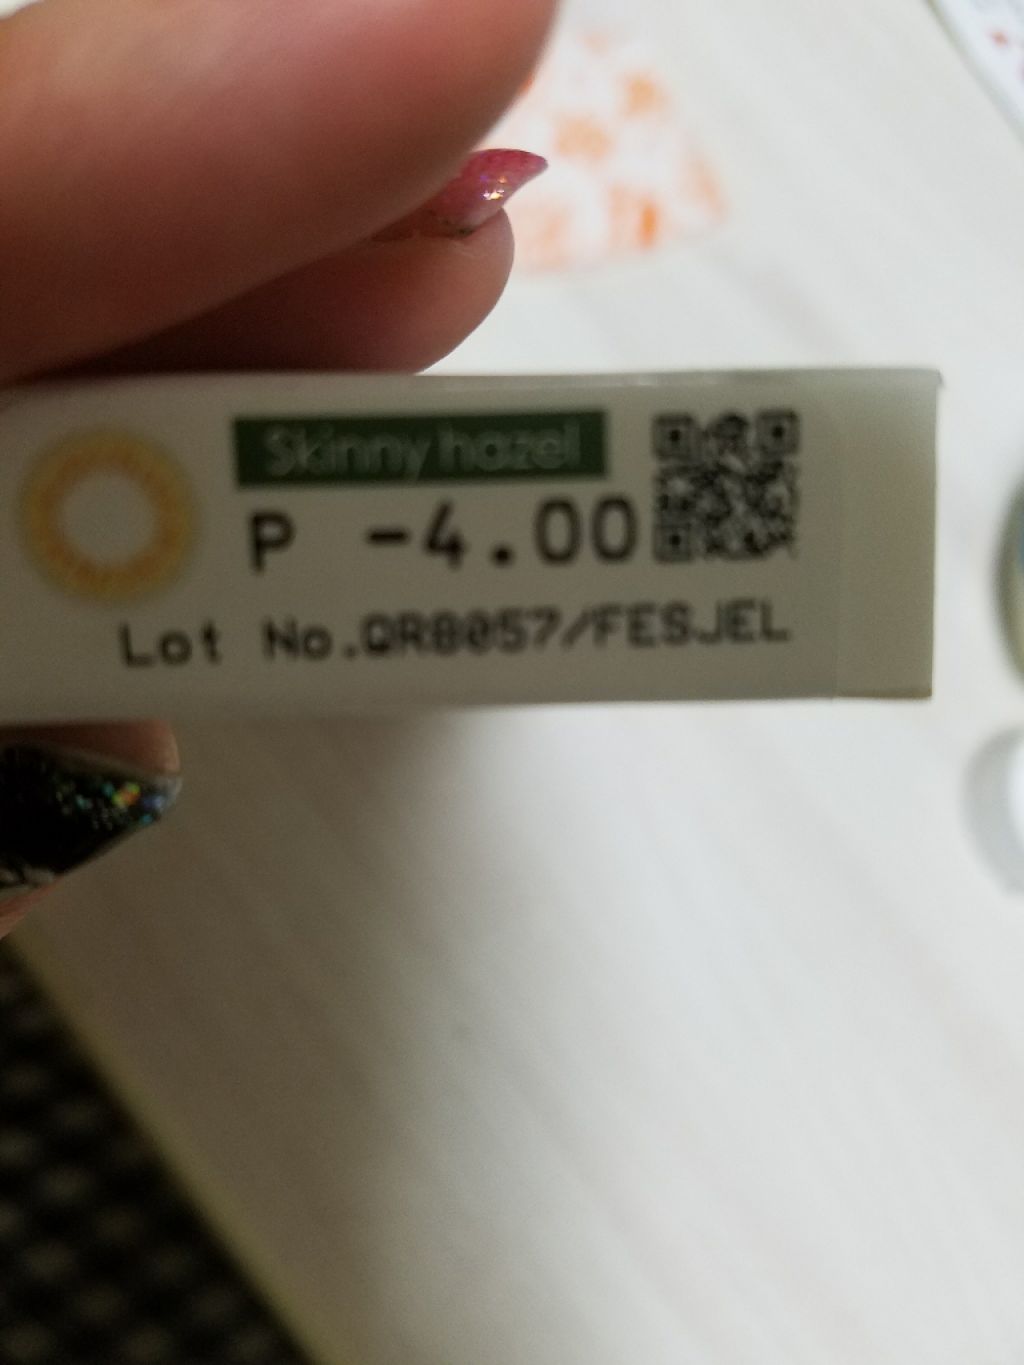 Skinny hazel
P -4.00
Lot No.QR8057/FESJEL